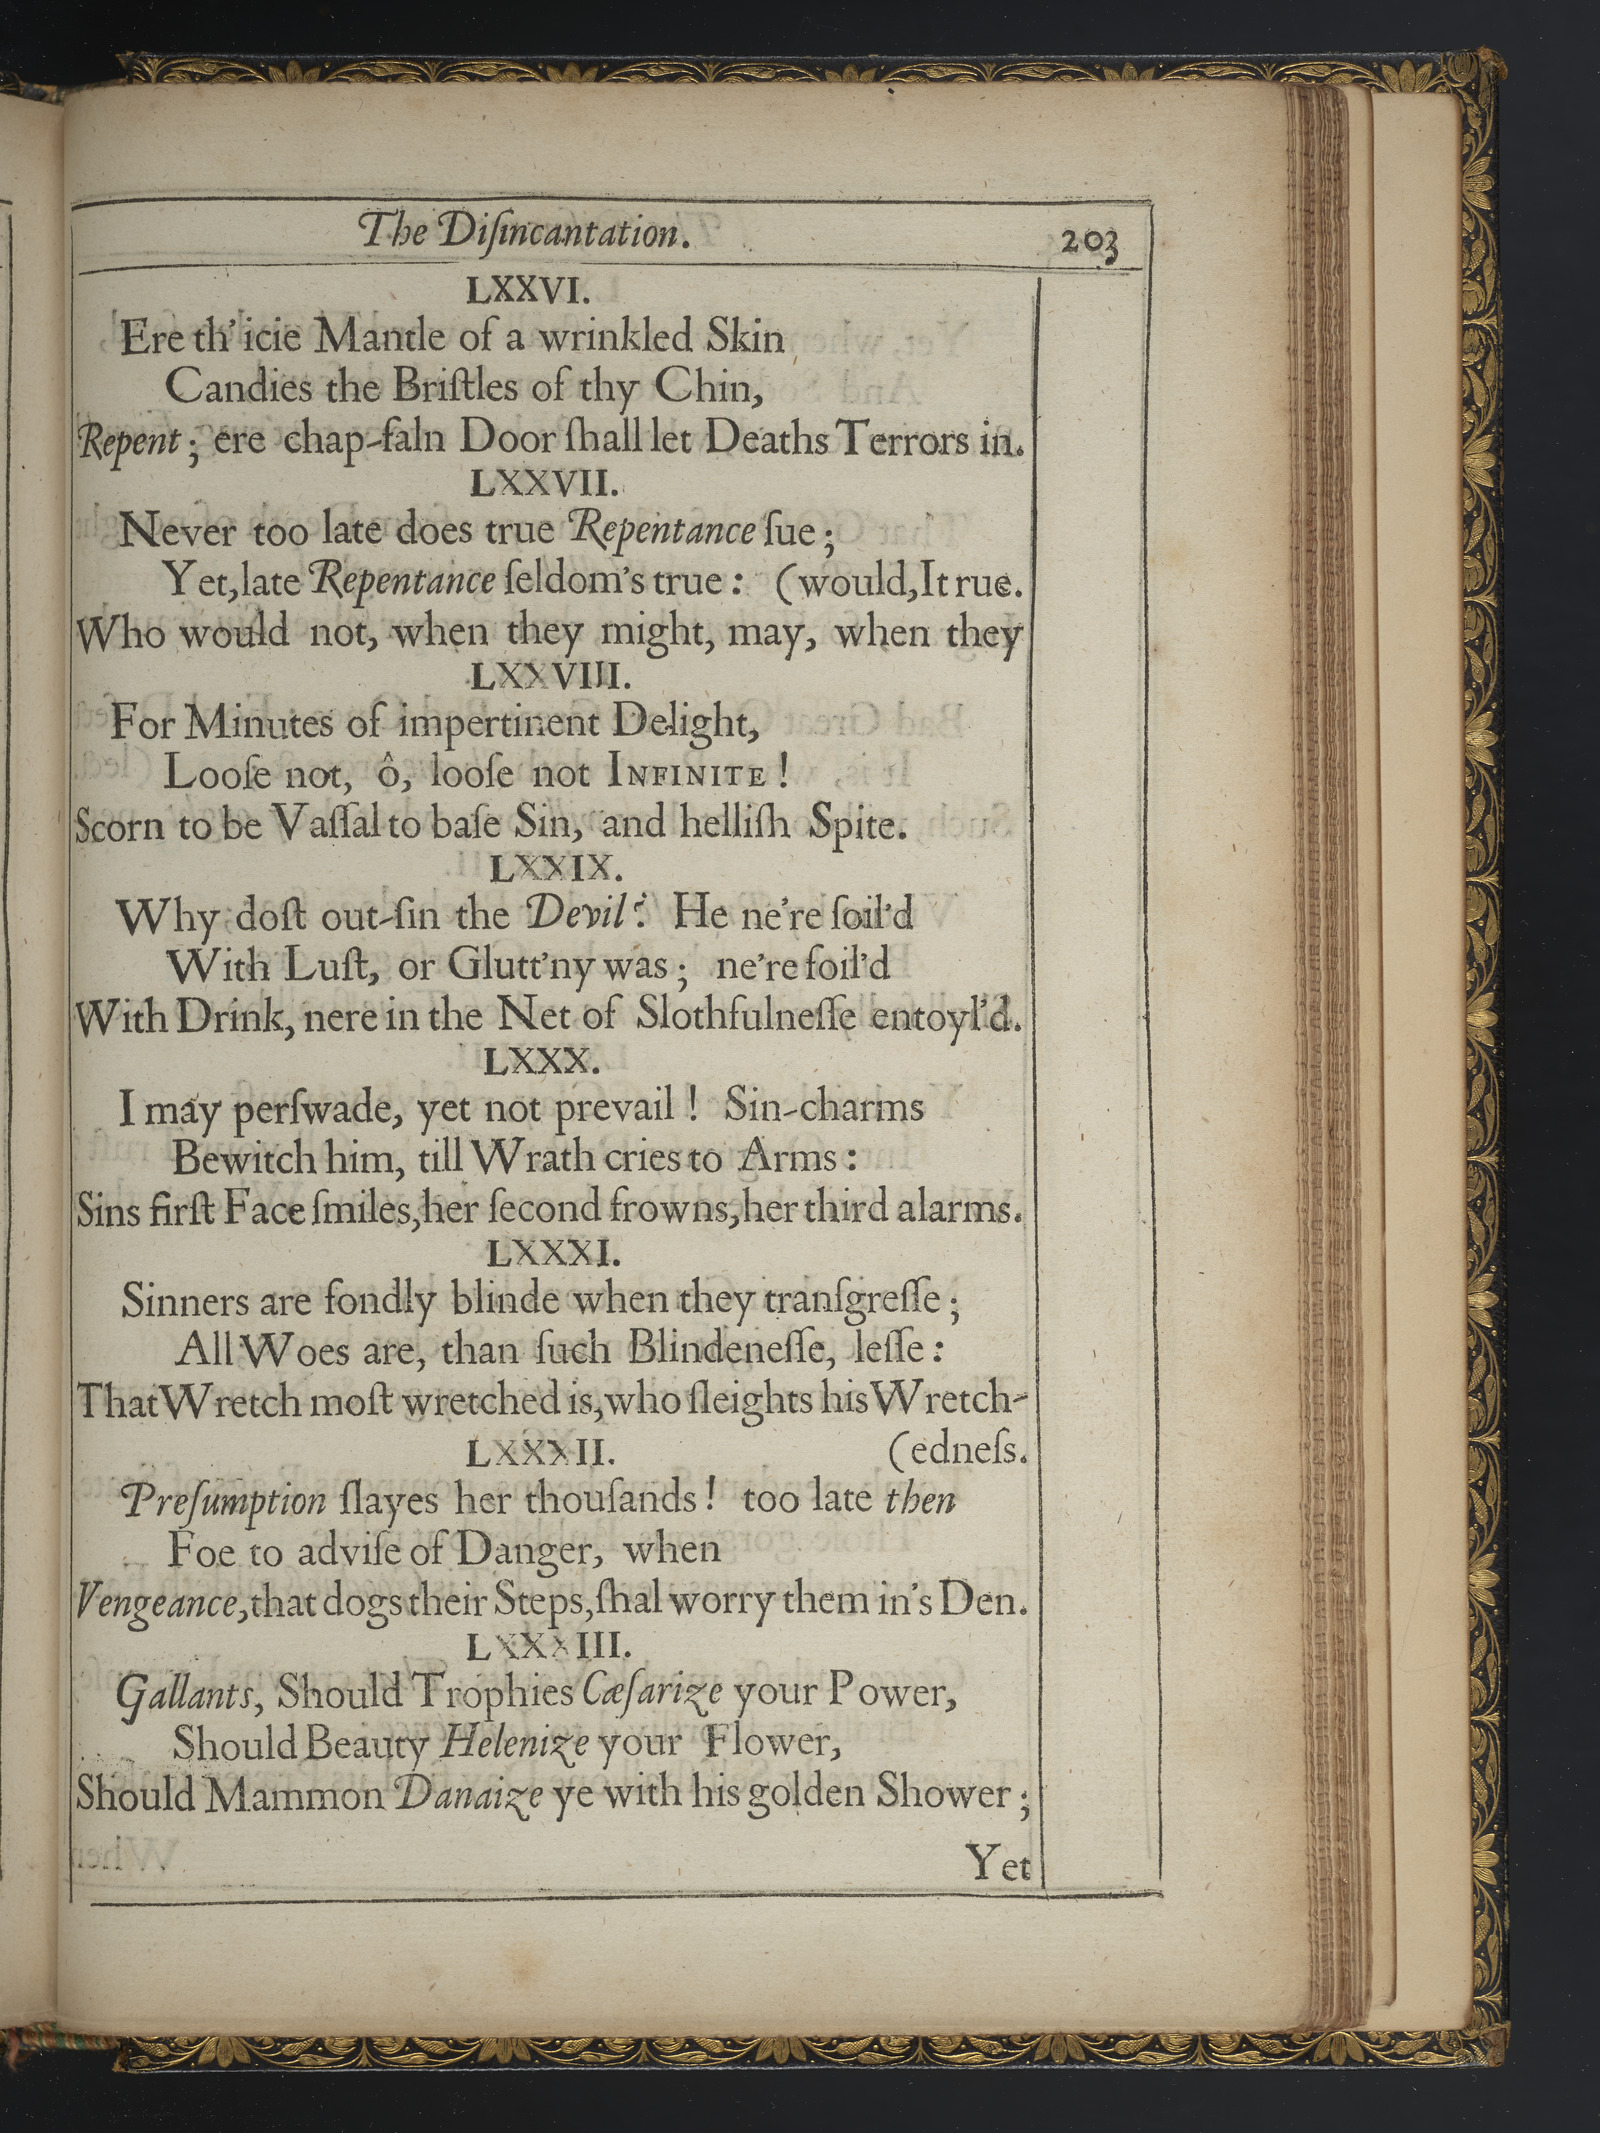 The Diſincantation. 203
LXXVI.
Ere th' icie Mantle of a wrinkled Skin
Candies the Briſtles of thy Chin,
Repent; ere chap-faln Door ſhall let Deaths Terrors in.
LXXVII.
Never too late does true Repentance ſue;
Yet, late Repentance ſeldom's true: (would, It rue.
Who would not, when they might, may, when they
LXXVIII.
For Minutes of impertinent Delight,
Looſe not, ô, looſe not INFINITE!
Scorn to be Vaſſal to baſe Sin, and helliſh Spite.
LXXIX.
Why doſt out-ſin the Devil? He ne're ſoil'd
With Luſt, or Glutt'ny was; ne're foil'd
With Drink, nere in the Net of Slothfulneſſe entoyl'd.
LXXX.
I may perſwade, yet not prevail! Sin-charms
Bewitch him, till Wrath cries to Arms:
Sins firſt Face ſmiles, her ſecond frowns, her third alarms.
LXXXI.
Sinners are fondly blinde when they tranſgreſſe;
All Woes are, than ſuch Blindeneſſe, leſſe:
That Wretch moſt wretched is, who ſleights his Wretch-
LXXXII. (edneſs.
Preſumption ſlayes her thouſands! too late then
Foe to adviſe of Danger, when
Vengeance, that dogs their Steps, ſhal worry them in's Den.
LXXXIII.
Gallants, Should Trophies Cæſarize your Power,
Should Beauty Helenize your Flower,
Should Mammon Danaize ye with his golden Shower;
Yet